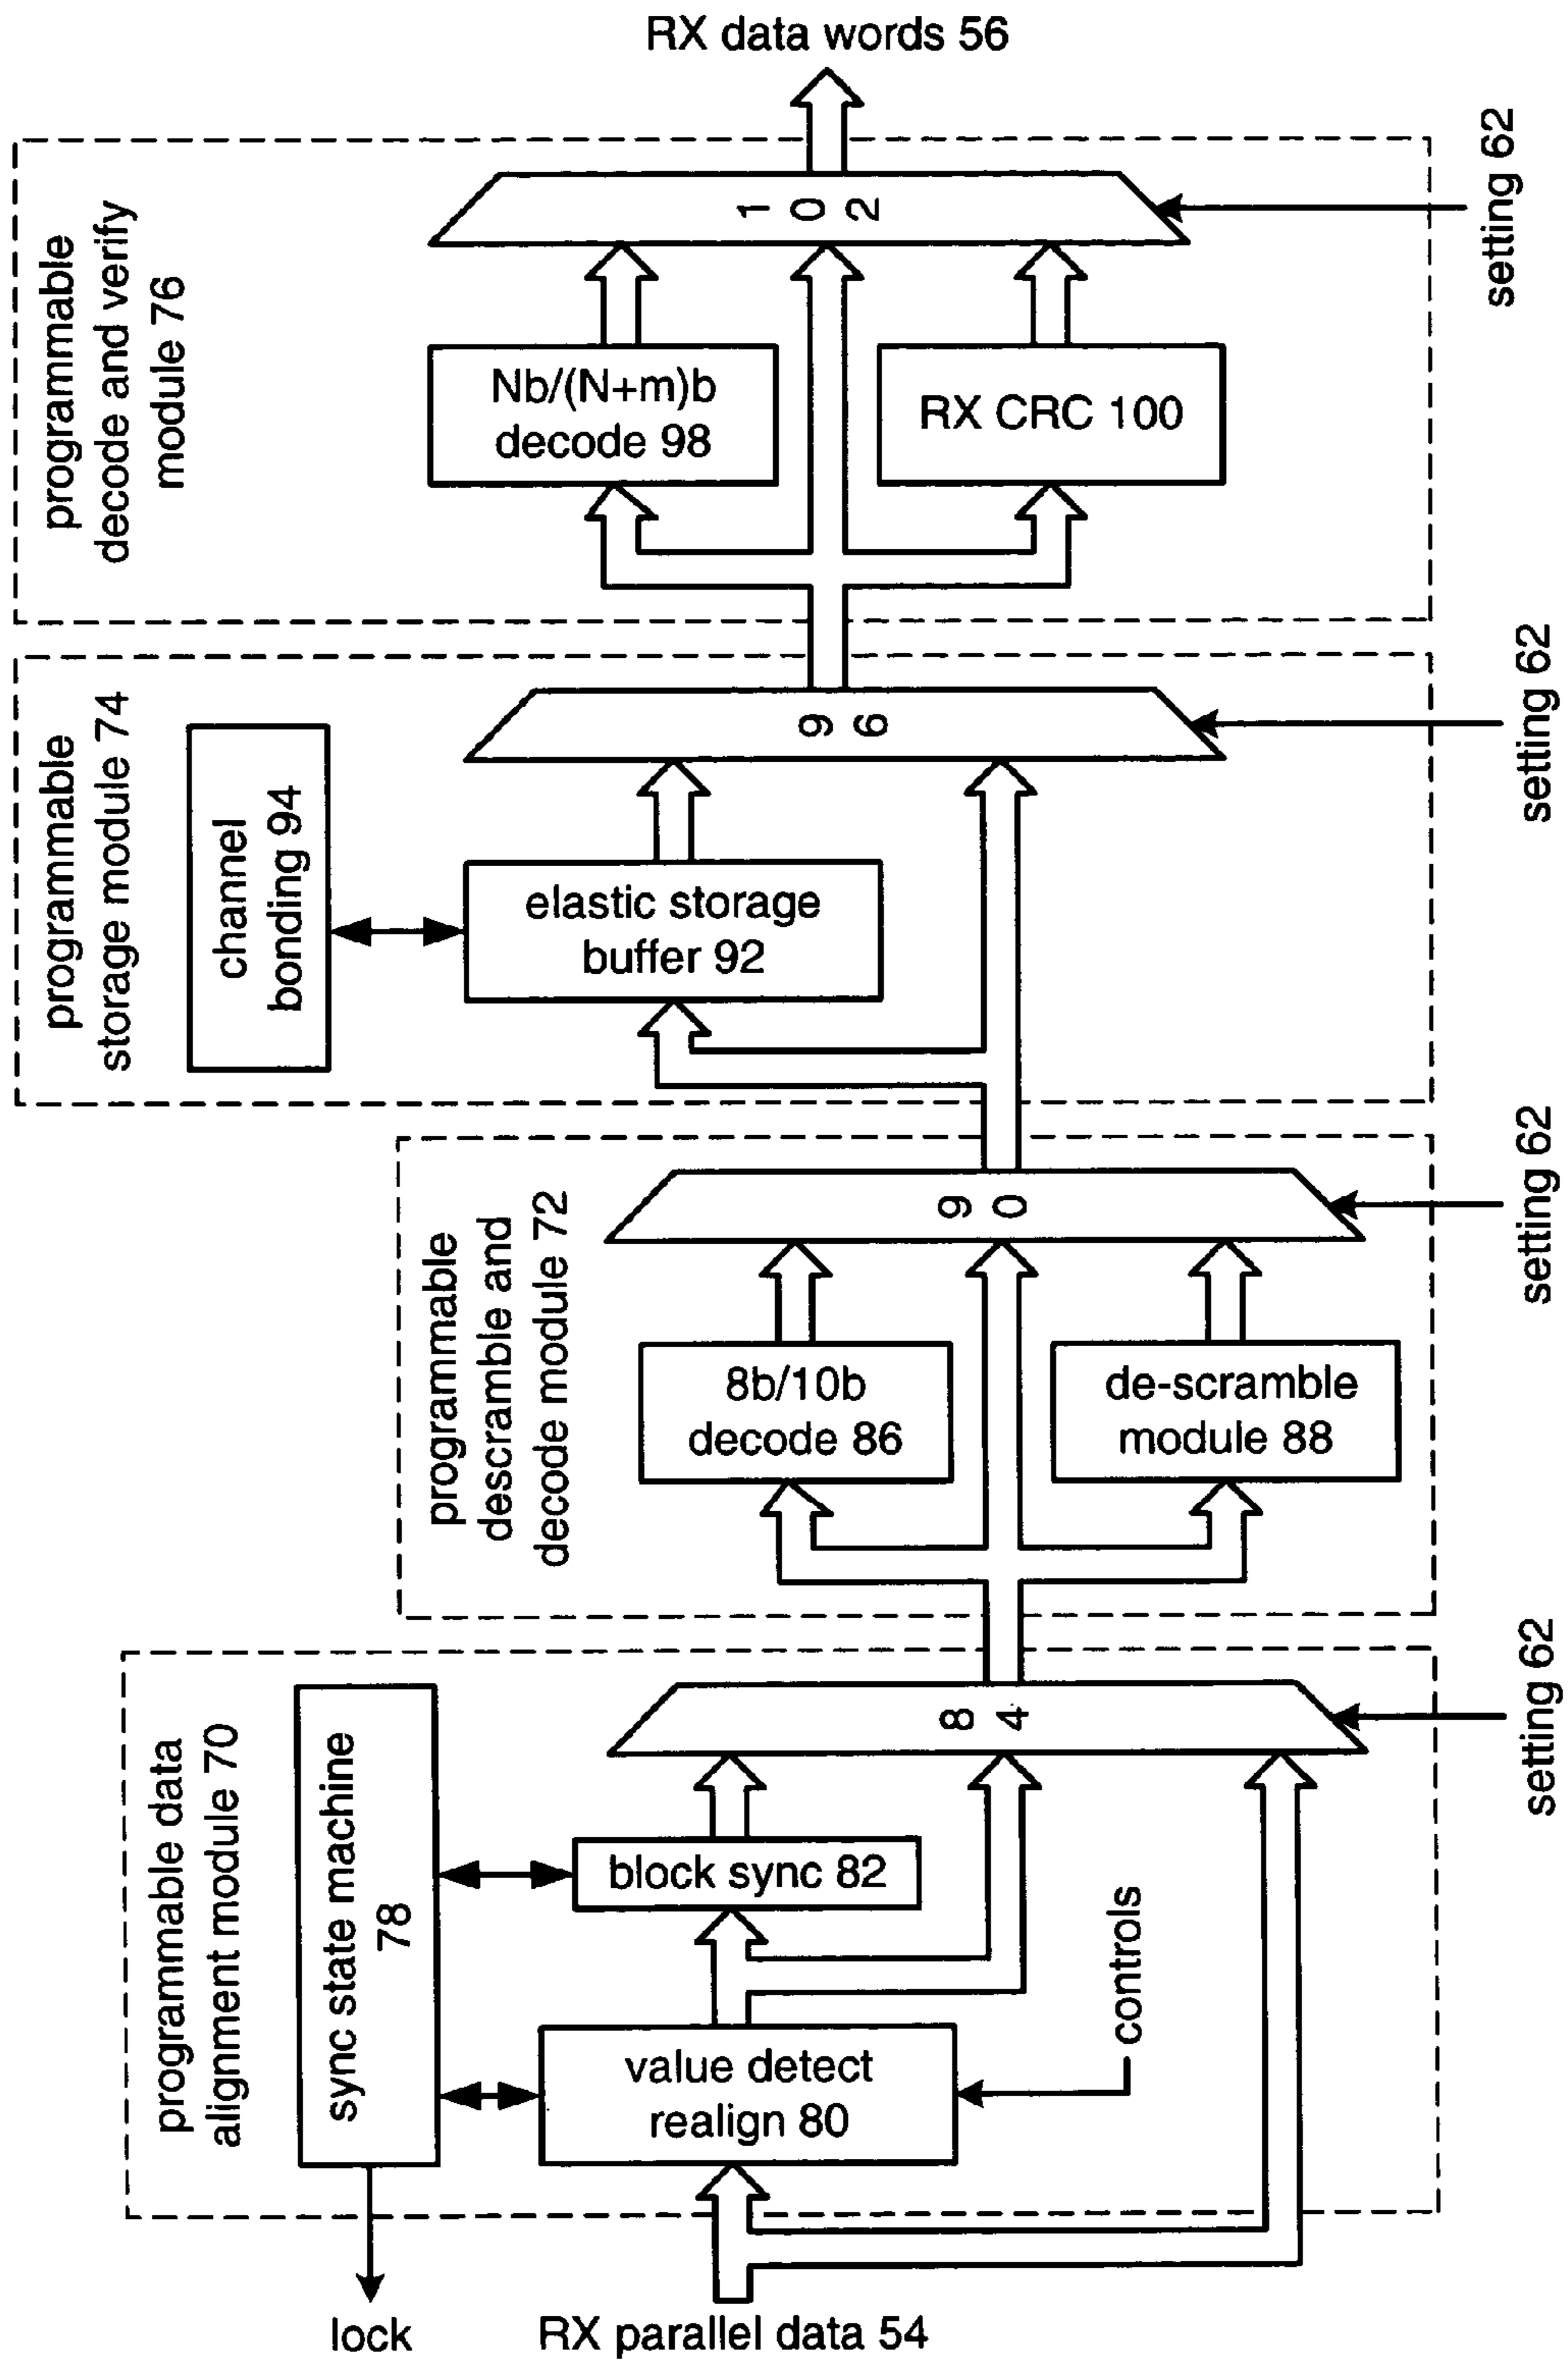 RX data words 56
programmable
decode and verify
module 76
1
0
2
setting 62
Nb/(N+m)b
decode 98
RX CRC 100
programmable
storage module 74
9
6
setting 62
channel
bonding 94
elastic storage
buffer 92
programmable
descramble and
decode module 72
9
0
setting 62
8b/10b
decode 86
de-scramble
module 88
programmable data
alignment module 70
sync state machine
78
8
4
setting 62
block sync 82
controls
value detect
realign 80
lock
RX parallel data 54